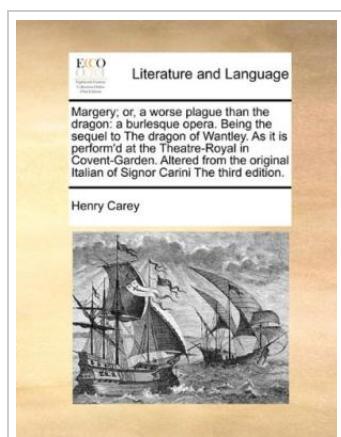 ECCO
Literature and Language
Margery; or, a worse plague than the
dragon: a burlesque opera. Being the
sequel to The dragon of Wantley. As it is
perform'd at the Theatre-Royal in
Covent-Garden. Altered from the original
Italian of Signor Carini The third edition.
Henry Carey